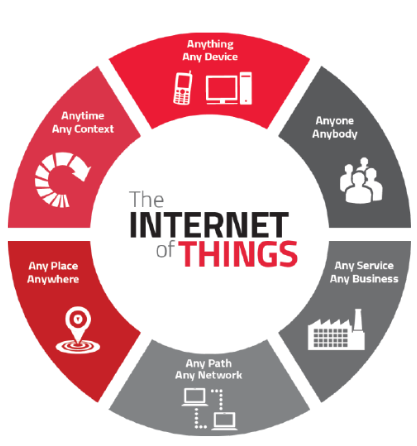 Anything
Any Device
Anyone
Anybody
Any Service
Any Business
Any Path
Any Network
Any Place
Anywhere
Anytime
Any Context
The
INTERNET
of THINGS